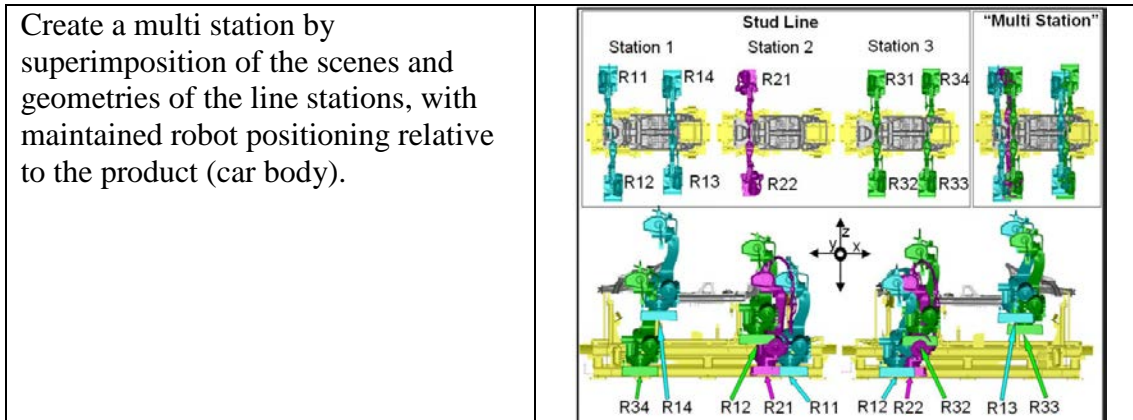 Create a multi station by
superimposition of the scenes and
geometries of the line stations, with
maintained robot positioning relative
to the product (car body).
Stud Line
"Multi Station"
Station 1
Station 2
Station 3
R11
R14
R21
R31
R34
R12
R13
R22
R32
R33
z
y
x
R34
R14
R12
R21
R11
R12
R22
R32
R13
R33